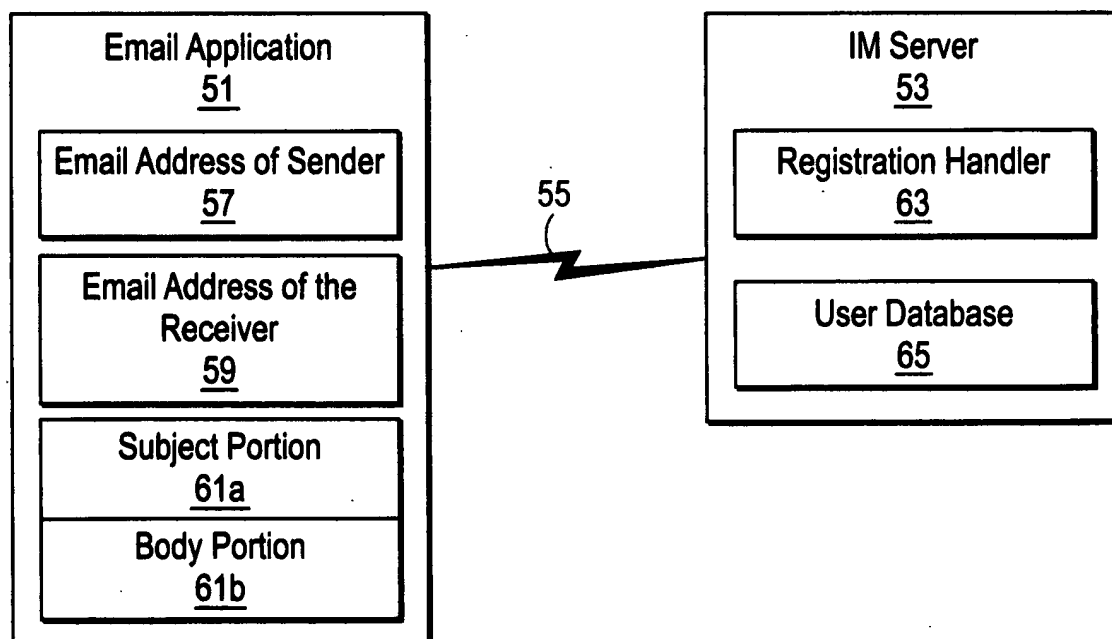 Email Application
51
Email Address of Sender
57
Email Address of the
Receiver
59
Subject Portion
61a
Body Portion
61b
55
IM Server
53
Registration Handler
63
User Database
65